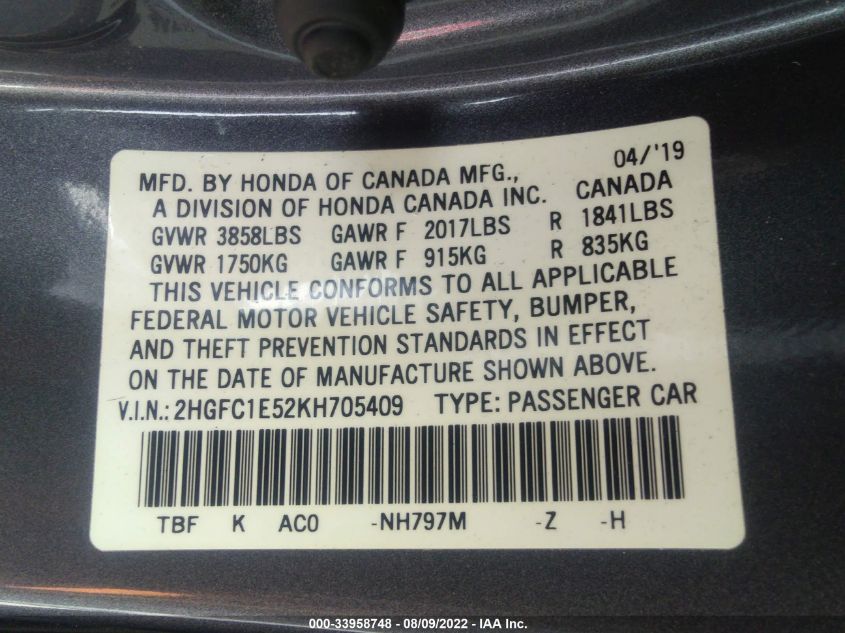 04/'19
MFD. BY HONDA OF CANADA MFG.,
A DIVISION OF HONDA CANADA INC. CANADA
GVWR 3858LBS GAWR F 2017LBS R 1841LBS
GVWR 1750KG GAWR F 915KG R 835KG
THIS VEHICLE CONFORMS TO ALL APPLICABLE
FEDERAL MOTOR VEHICLE SAFETY, BUMPER,
AND THEFT PREVENTION STANDARDS IN EFFECT
ON THE DATE OF MANUFACTURE SHOWN ABOVE.
V.I.N.: 2HGFC1E52KH705409 TYPE: PASSENGER CAR
TBF K AC0 -NH797M -Z -H
000-33958748 - 08/09/2022 - IAA Inc.